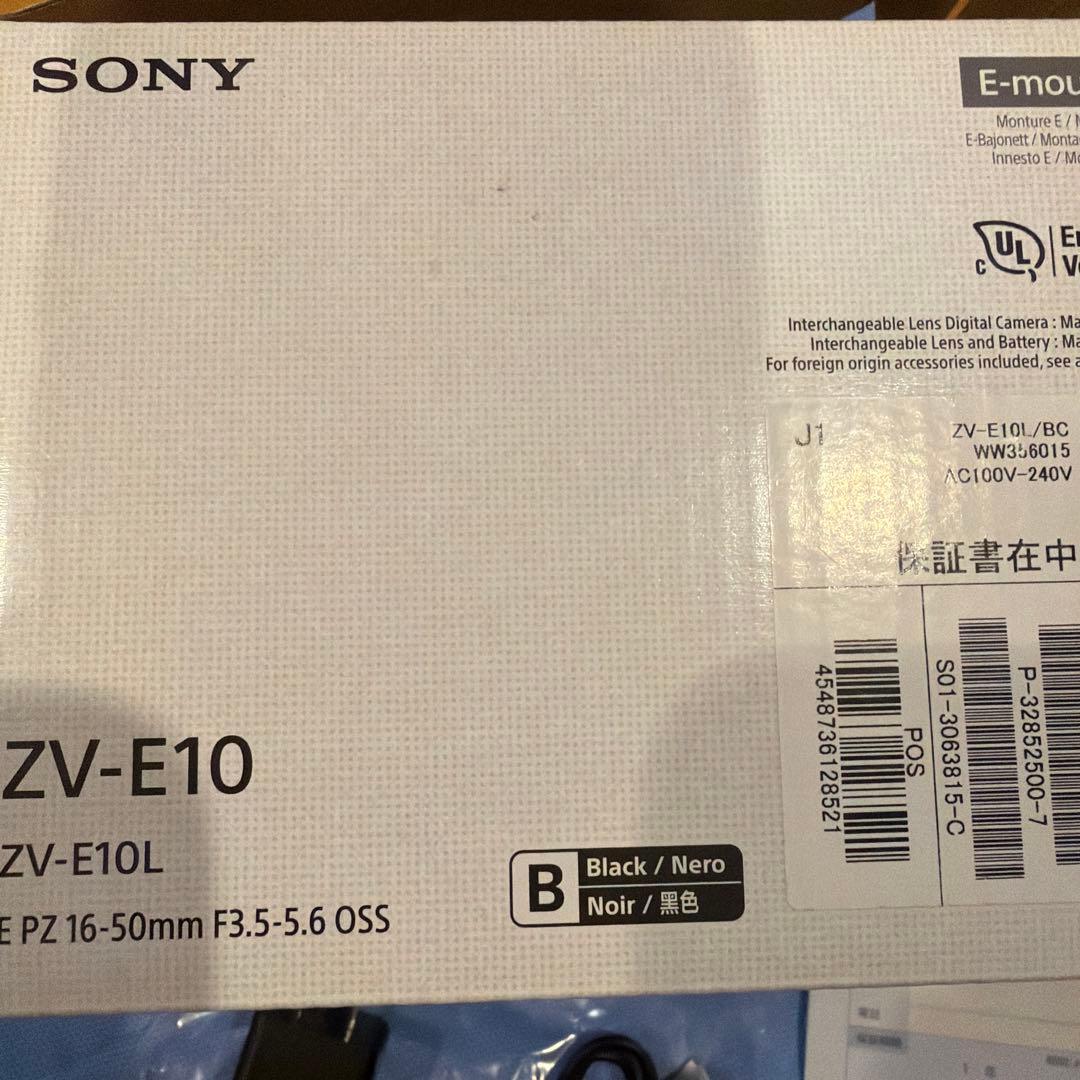 SONY
E-mou
Monture E /
E-Bajonett / Monta
Innesto E / Mo
C UL
Interchangeable Lens Digital Camera : Ma
Interchangeable Lens and Battery : Ma
For foreign origin accessories included, see a
J1
ZV-E10L/BC
WW356015
AC100V-240V
保証書在中
4548736128521
POS
S01-3063815-C
P-32852500-7
ZV-E10
ZV-E10L
E PZ 16-50mm F3.5-5.6 OSS
B
Black / Nero
Noir / 黑色